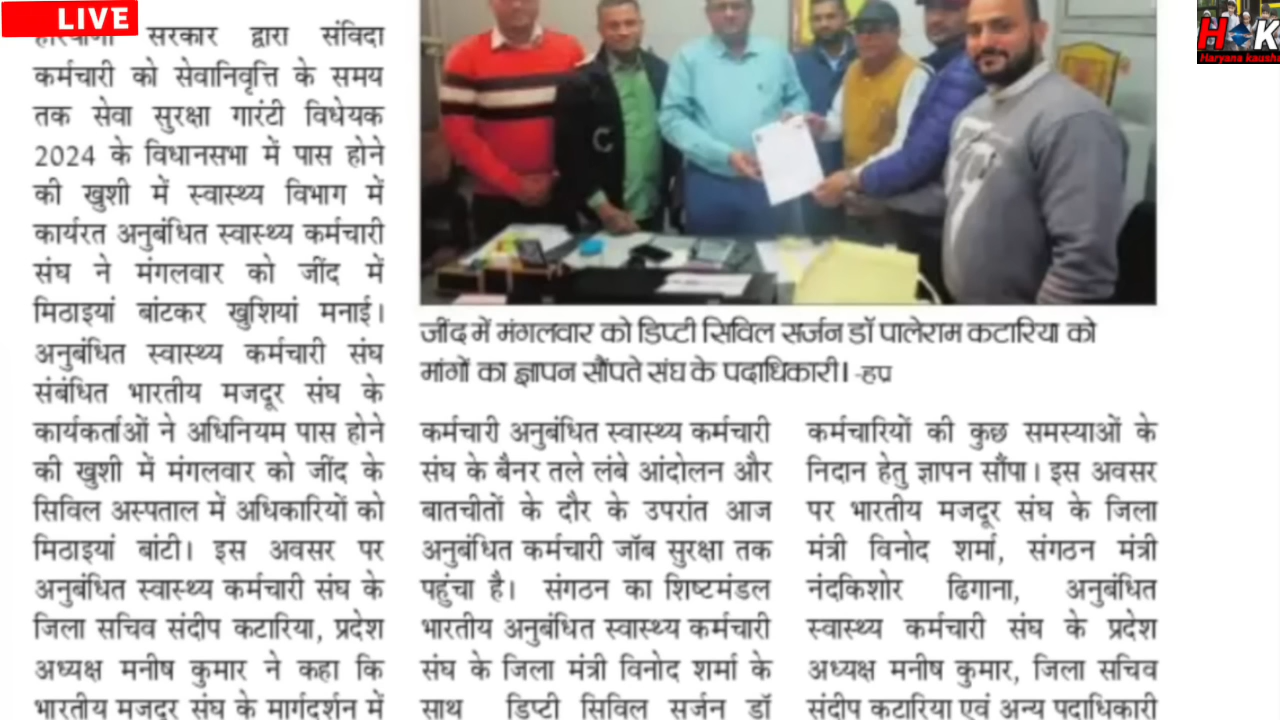 LIVE
H K
Haryana kaush
हरियाणा सरकार द्वारा संविदा
कर्मचारी को सेवानिवृत्ति के समय
तक सेवा सुरक्षा गारंटी विधेयक
2024 के विधानसभा में पास होने
की खुशी में स्वास्थ्य विभाग में
कार्यरत अनुबंधित स्वास्थ्य कर्मचारी
संघ ने मंगलवार को जींद में
मिठाइयां बांटकर खुशियां मनाई।
अनुबंधित स्वास्थ्य कर्मचारी संघ
संबंधित भारतीय मजदूर संघ के
कार्यकर्ताओं ने अधिनियम पास होने
की खुशी में मंगलवार को जींद के
सिविल अस्पताल में अधिकारियों को
मिठाइयां बांटी। इस अवसर पर
अनुबंधित स्वास्थ्य कर्मचारी संघ के
जिला सचिव संदीप कटारिया, प्रदेश
अध्यक्ष मनीष कुमार ने कहा कि
भारतीय मजदूर संघ के मार्गदर्शन में
जींद में मंगलवार को डिप्टी सिविल सर्जन डॉ पालेराम कटारिया को
मांगों का ज्ञापन सौंपते संघ के पदाधिकारी। -हप्र
कर्मचारी अनुबंधित स्वास्थ्य कर्मचारी
संघ के बैनर तले लंबे आंदोलन और
बातचीतों के दौर के उपरांत आज
अनुबंधित कर्मचारी जॉब सुरक्षा तक
पहुंचा है। संगठन का शिष्टमंडल
भारतीय अनुबंधित स्वास्थ्य कर्मचारी
संघ के जिला मंत्री विनोद शर्मा के
साथ डिप्टी सिविल सर्जन डॉ
कर्मचारियों की कुछ समस्याओं के
निदान हेतु ज्ञापन सौंपा। इस अवसर
पर भारतीय मजदूर संघ के जिला
मंत्री विनोद शर्मा, संगठन मंत्री
नंदकिशोर ढिगाना, अनुबंधित
स्वास्थ्य कर्मचारी संघ के प्रदेश
अध्यक्ष मनीष कुमार, जिला सचिव
संदीप कटारिया एवं अन्य पदाधिकारी